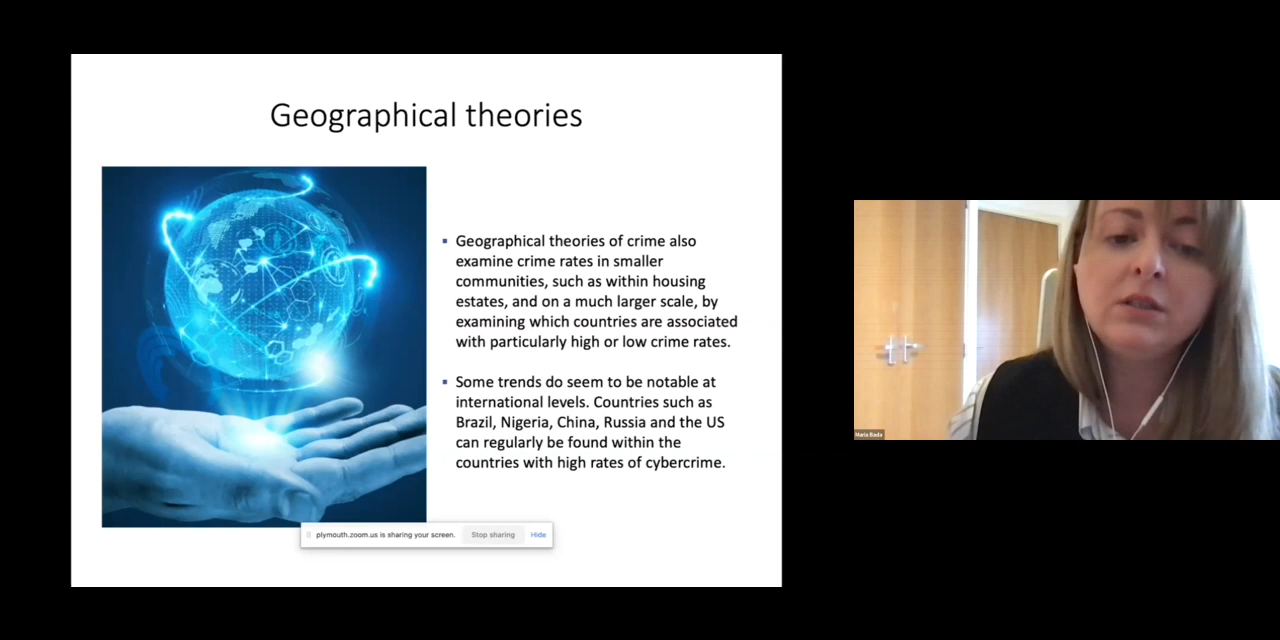 Geographical theories
▪ Geographical theories of crime also
examine crime rates in smaller
communities, such as within housing
estates, and on a much larger scale, by
examining which countries are associated
with particularly high or low crime rates.
▪ Some trends do seem to be notable at
international levels. Countries such as
Brazil, Nigeria, China, Russia and the US
can regularly be found within the
countries with high rates of cybercrime.
plymouth.zoom.us is sharing your screen. Stop sharing Hide
Maria Bada